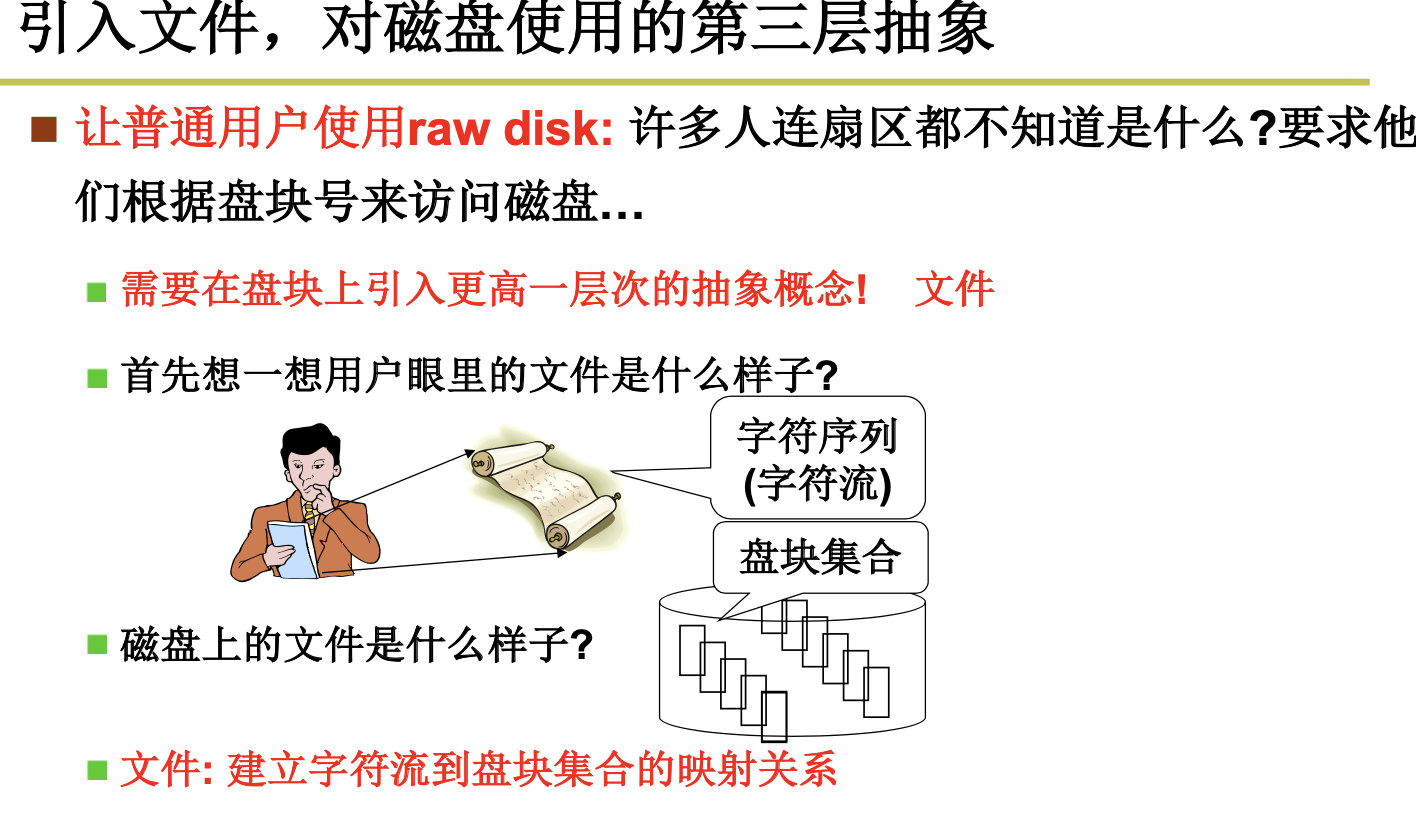 引入文件，对磁盘使用的第三层抽象
让普通用户使用raw disk: 许多人连扇区都不知道是什么?要求他
们根据盘块号来访问磁盘…
需要在盘块上引入更高一层次的抽象概念! 文件
首先想一想用户眼里的文件是什么样子?
字符序列
(字符流)
盘块集合
磁盘上的文件是什么样子?
文件: 建立字符流到盘块集合的映射关系